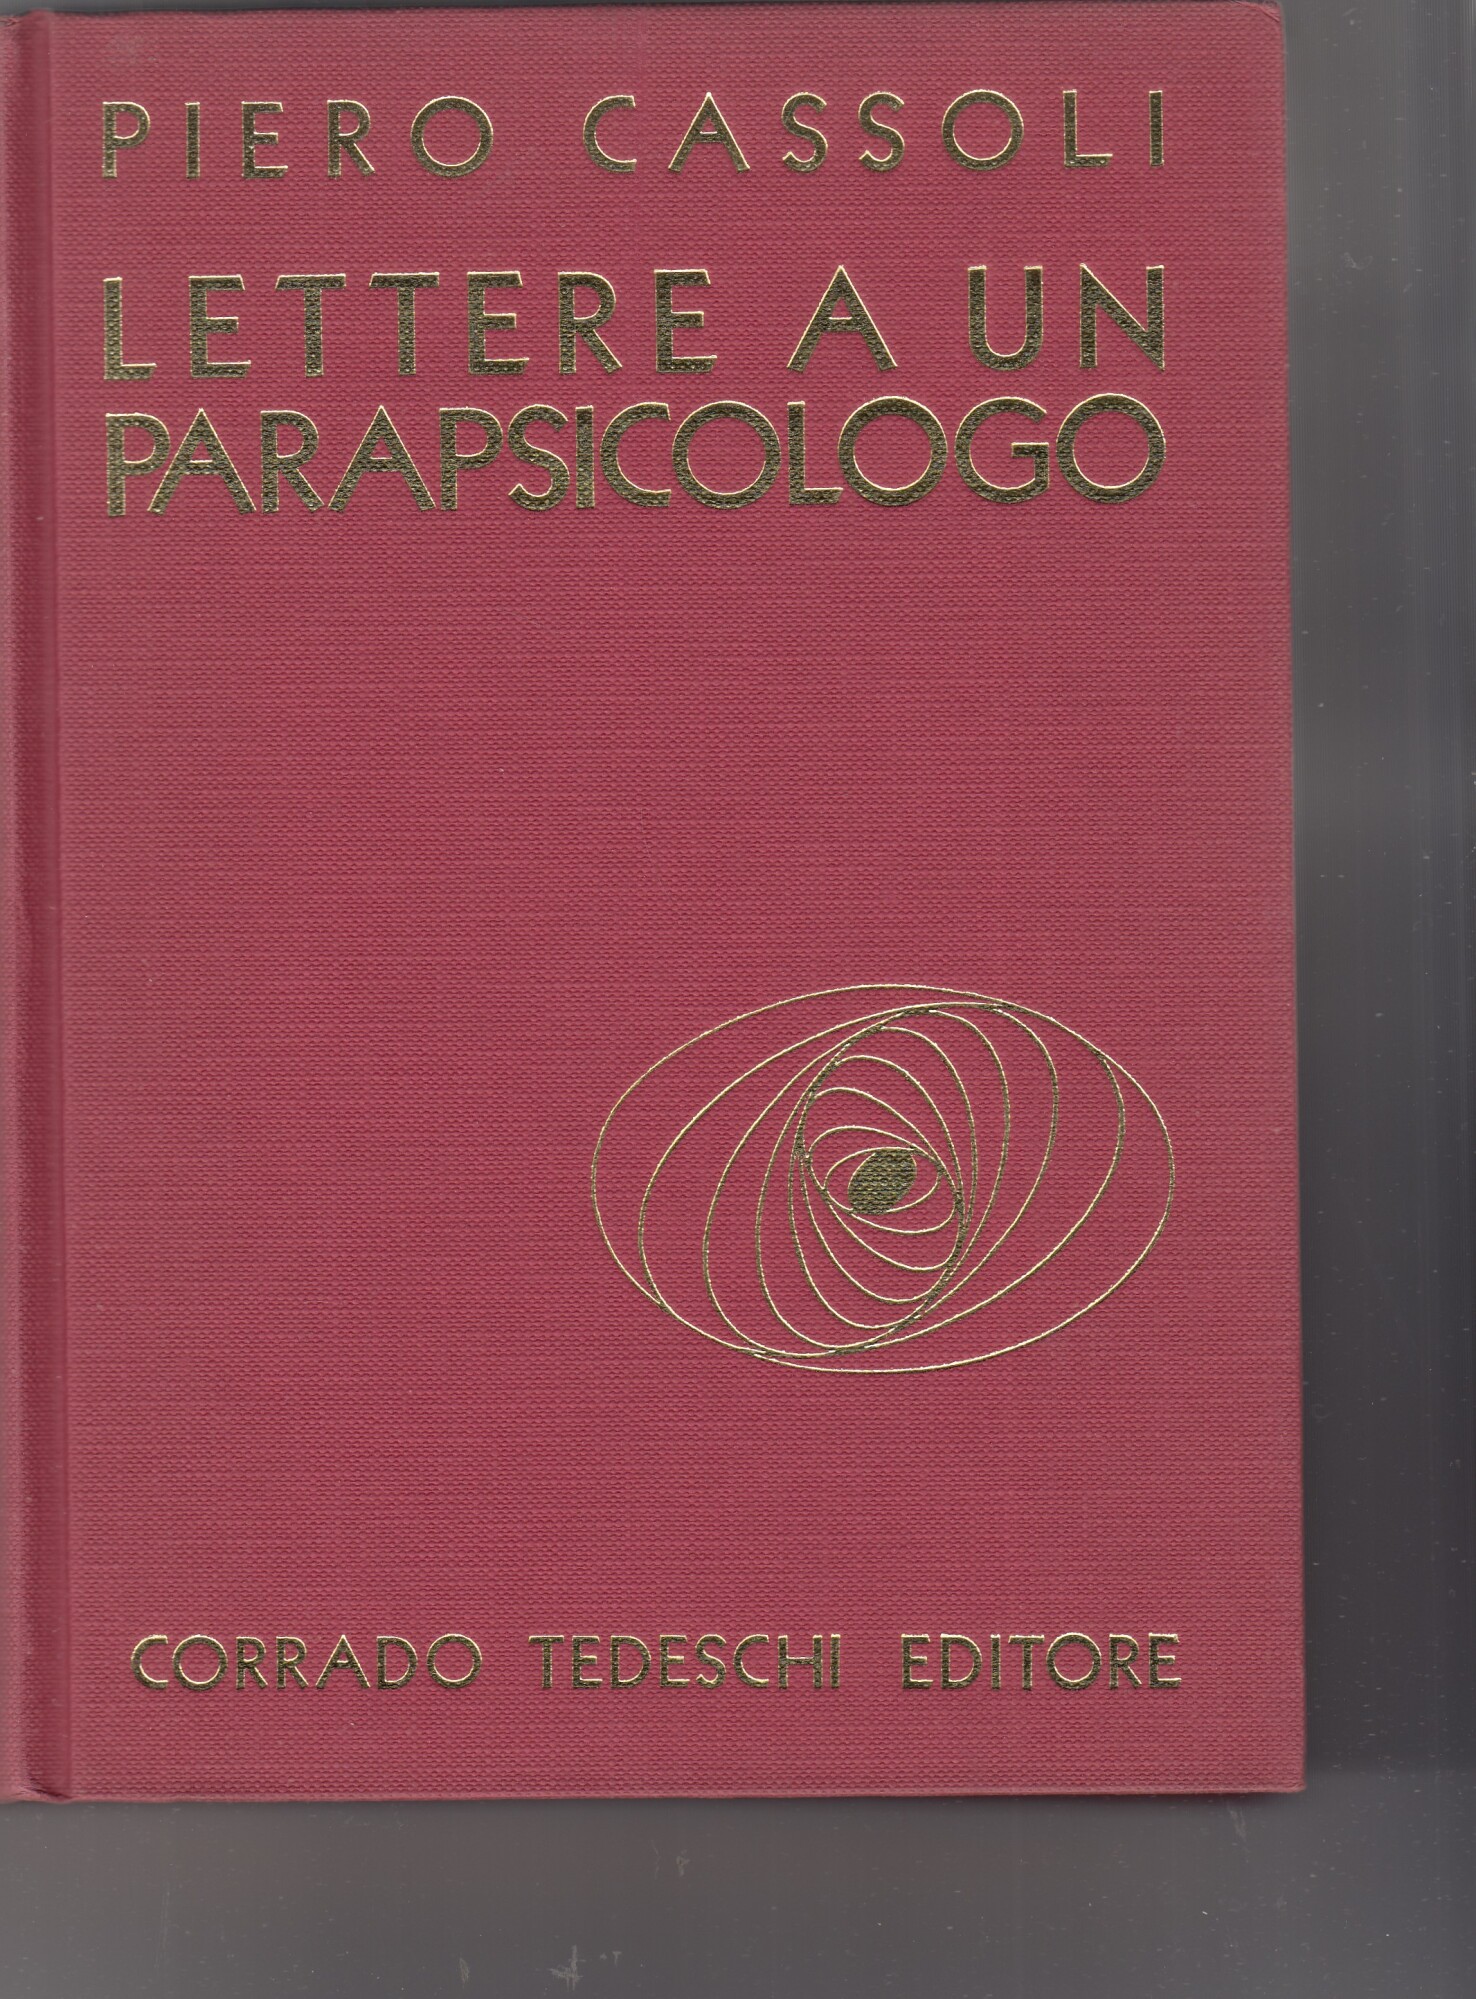 PIERO CASSOLI
LETTERE A UN
PARAPSICOLOGO
CORRADO TEDESCHI EDITORE